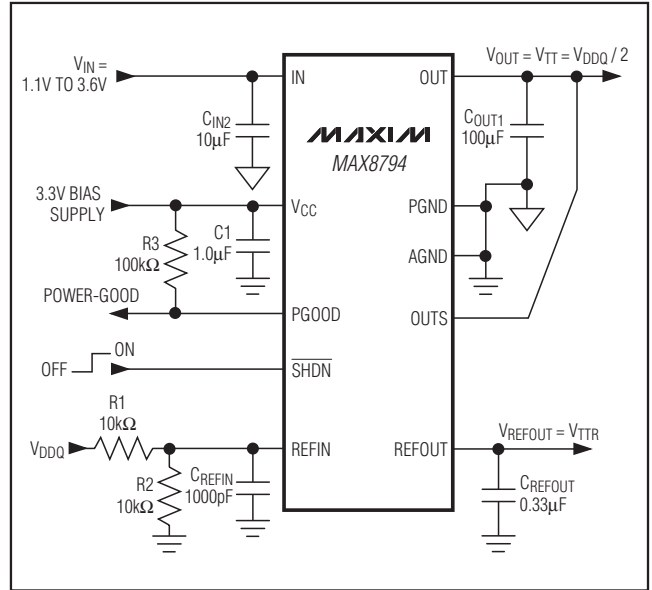 V_IN =
1.1V TO 3.6V
IN
C_IN2
10µF
3.3V BIAS
SUPPLY
V_CC
R3
100kΩ
C1
1.0µF
POWER-GOOD
PGOOD
OFF
ON
SHDN
R1
10kΩ
V_DDQ
REFIN
R2
10kΩ
C_REFIN
1000pF
MAXIM
MAX8794
OUT
V_OUT = V_TT = V_DDQ / 2
C_OUT1
100µF
PGND
AGND
OUTS
REFOUT
V_REFOUT = V_TTR
C_REFOUT
0.33µF